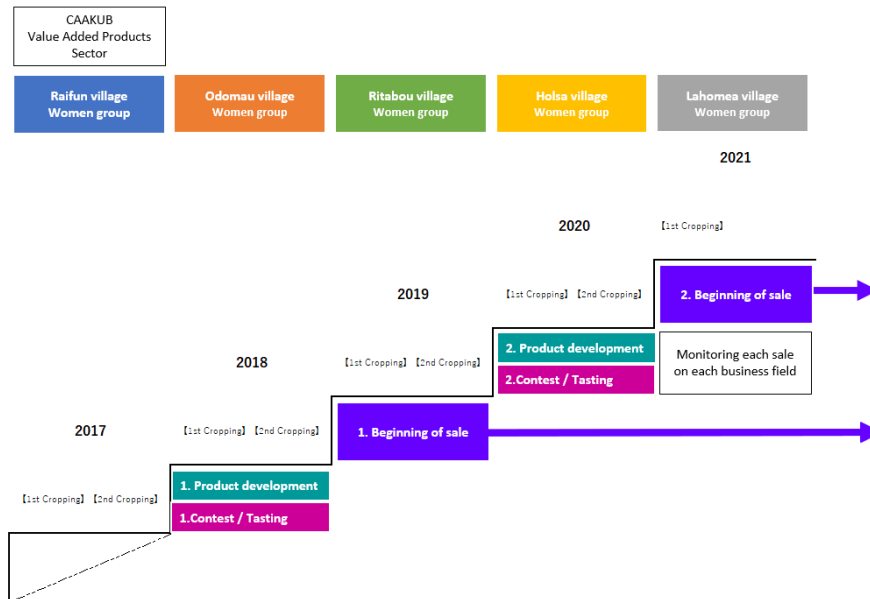 CAAKUB
Value Added Products
Sector
Raifun village
Women group
Odomau village
Women group
Ritabou village
Women group
Holsa village
Women group
Lahomea village
Women group
2021
【1st Cropping】
2020
【1st Cropping】【2nd Cropping】
2. Beginning of sale
2019
【1st Cropping】【2nd Cropping】
2. Product development
2.Contest / Tasting
Monitoring each sale
on each business field
2018
【1st Cropping】【2nd Cropping】
1. Beginning of sale
2017
【1st Cropping】【2nd Cropping】
1. Product development
1.Contest / Tasting